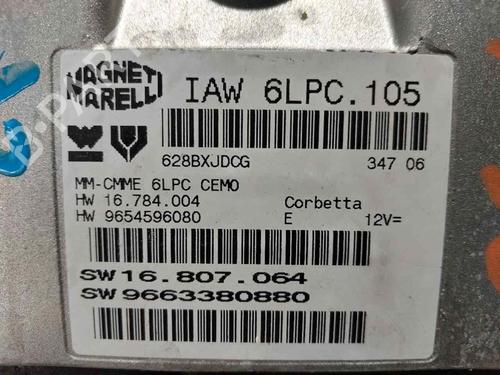 MAGNETI
MARELLI
IAW 6LPC.105
628BXJDCG 347 06
MM-CMME 6LPC CEMO
HW 16.784.004 Corbetta
HW 9654596080 E 12V=
SW 16.807.064
SW 9663380880